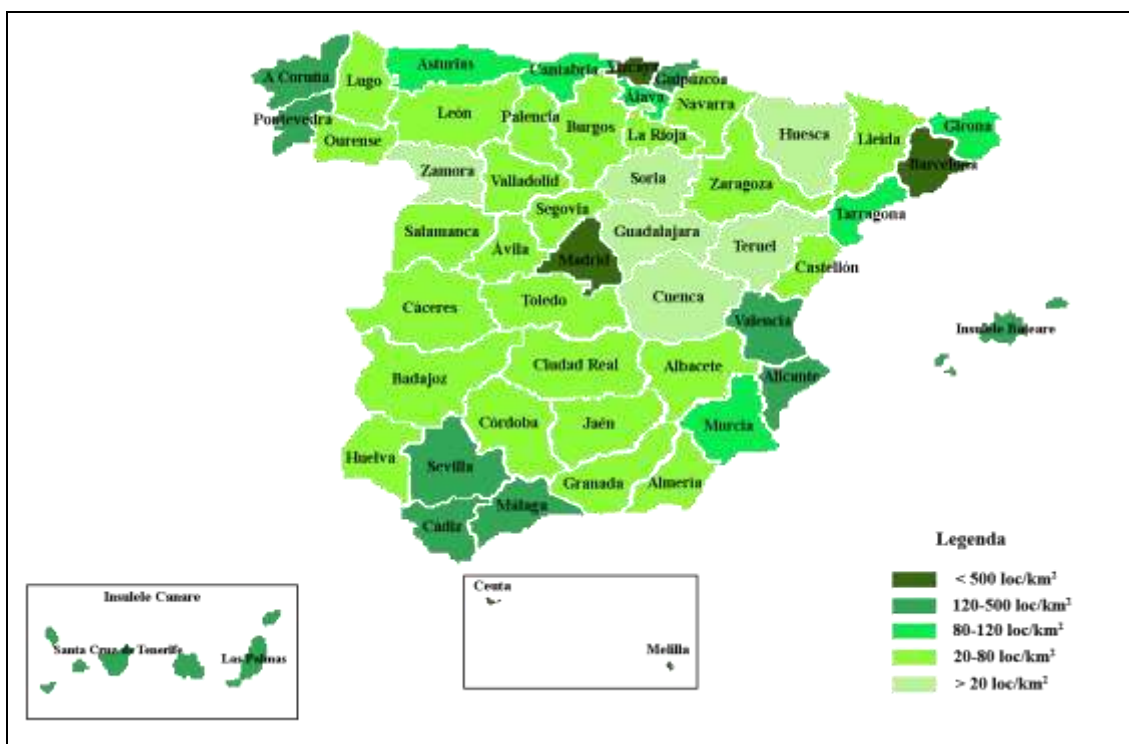 Asturias
Cantabria
Vizcaya
Guipuzcoa
A Coruña
Lugo
Alava
Navarra
Pontevedra
León
Palencia
Burgos
La Rioja
Huesca
Lleida
Girona
Ourense
Barcelona
Zamora
Valladolid
Soria
Zaragoza
Segovia
Tarragona
Salamanca
Ávila
Guadalajara
Teruel
Madrid
Castellón
Cáceres
Toledo
Cuenca
Valencia
Insulele Baleare
Badajoz
Ciudad Real
Albacete
Alicante
Córdoba
Jaén
Murcia
Huelva
Sevilla
Granada
Almería
Málaga
Cádiz
Legenda
< 500 loc/km²
120-500 loc/km²
80-120 loc/km²
20-80 loc/km²
> 20 loc/km²
Insulele Canare
Santa Cruz de Tenerife
Las Palmas
Ceuta
Melilla